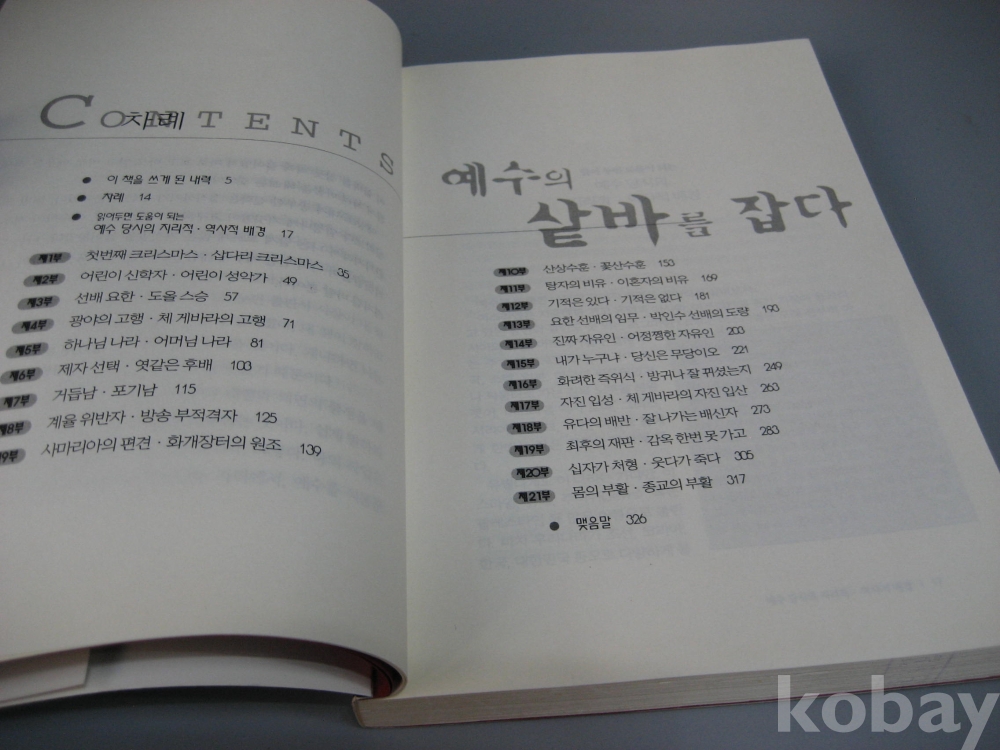 CONTENTS
차례
이 책을 쓰게 된 내력 5
차례 14
읽어두면 도움이 되는
예수 당시의 지리적·역사적 배경 17
제1부 첫번째 크리스마스·삽다리 크리스마스 35
제2부 어린이 신학자·어린이 성악가 49
제3부 선배 요한·도올 스승 57
제4부 광야의 고행·체 게바라의 고행 71
제5부 하나님 나라·어머님 나라 81
제6부 제자 선택·엿같은 후배 103
제7부 거듭남·포기남 115
제8부 계율 위반자·방송 부적격자 125
제9부 사마리아의 편견·화개장터의 원조 139
예수의
샅바를 잡다
제10부 산상수훈·꽃산수훈 153
제11부 탕자의 비유·이혼자의 비유 169
제12부 기적은 있다·기적은 없다 181
제13부 요한 선배의 임무·박인수 선배의 도량 193
제14부 진짜 자유인·어정쩡한 자유인 203
제15부 내가 누구냐·당신은 무당이오 221
제16부 화려한 즉위식·방귀나 잘 뀌셨는지 249
제17부 자진 입성·체 게바라의 자진 입산 263
제18부 유다의 배반·잘 나가는 배신자 273
제19부 최후의 재판·감옥 한번 못 가고 283
제20부 십자가 처형·웃다가 죽다 305
제21부 몸의 부활·종교의 부활 317
맺음말 326
kobay